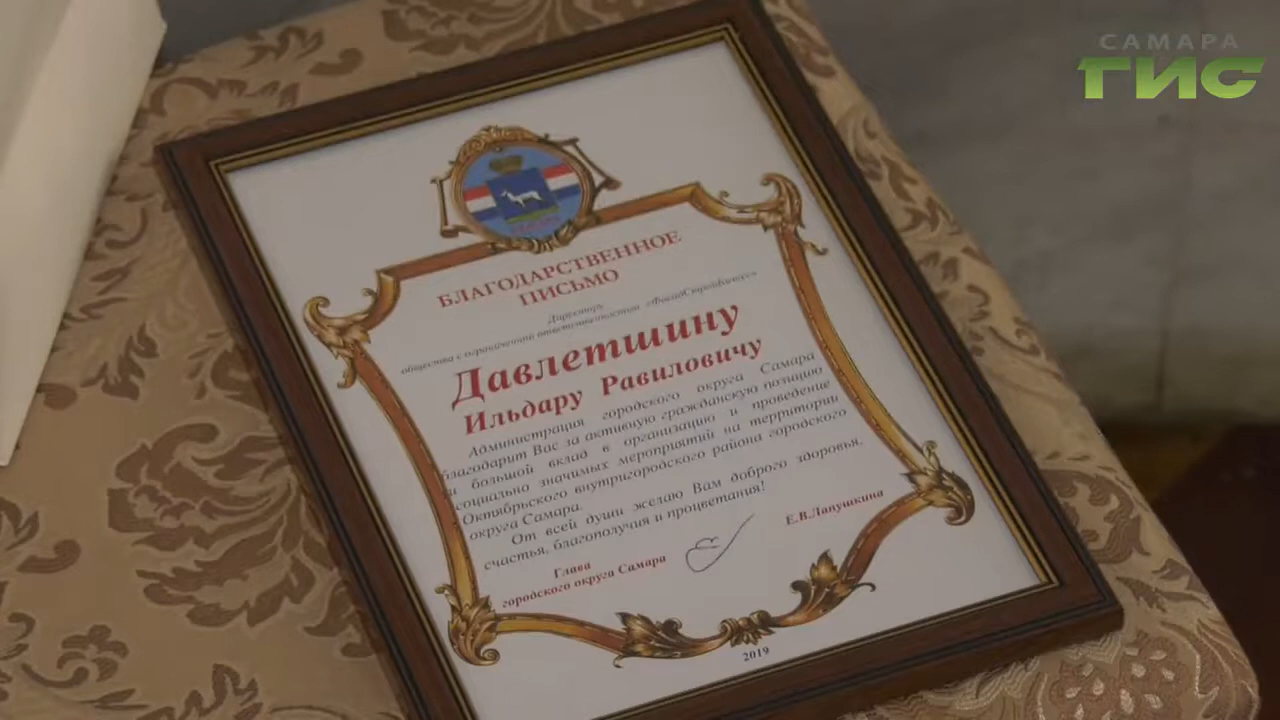 САМАРА
ГИС
БЛАГОДАРСТВЕННОЕ
ПИСЬМО
Директору
общества с ограниченной ответственностью
Давлетшину
Ильдару Равиловичу
Администрация городского округа Самара
благодарит Вас за активную гражданскую позицию
и большой вклад в организацию и проведение
социально значимых мероприятий на территории
Октябрьского внутригородского района городского
округа Самара.
От всей души желаю Вам доброго здоровья,
счастья, благополучия и процветания!
Глава
городского округа Самара
Е.В.Лапушкина
2019